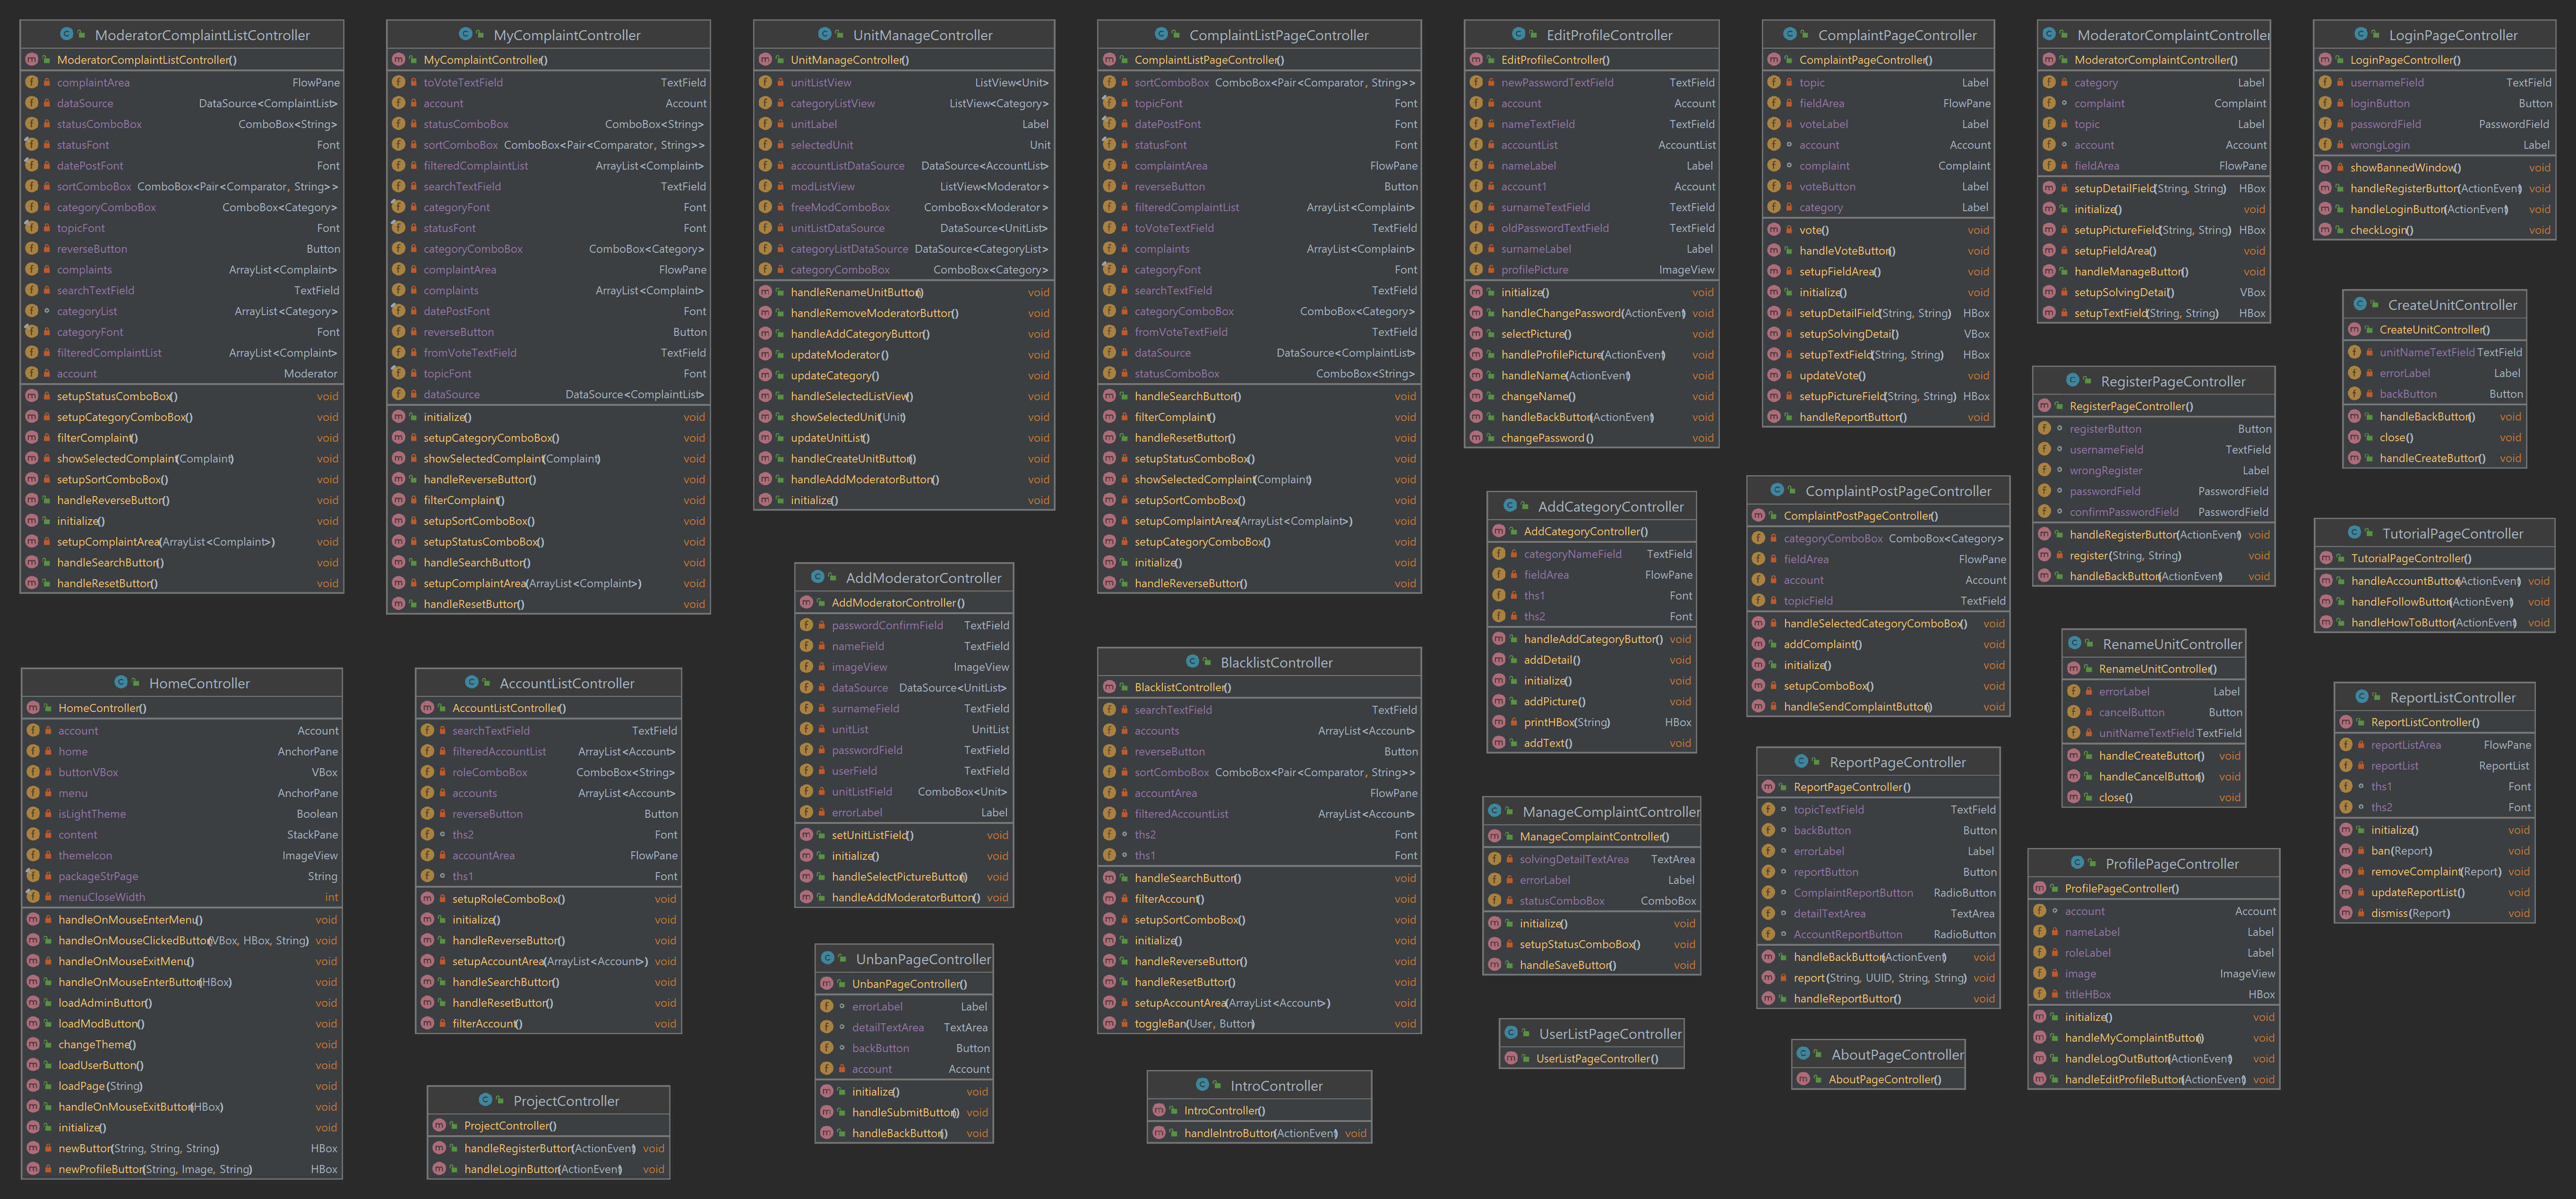 ModeratorComplaintListController
ModeratorComplaintListController()
complaintArea FlowPane
dataSource DataSource<ComplaintList>
statusComboBox ComboBox<String>
statusFont Font
datePostFont Font
sortComboBox ComboBox<Pair<Comparator, String>>
categoryComboBox ComboBox<Category>
topicFont Font
reverseButton Button
complaints ArrayList<Complaint>
searchTextField TextField
categoryList ArrayList<Category>
categoryFont Font
filteredComplaintList ArrayList<Complaint>
account Moderator
setupStatusComboBox() void
setupCategoryComboBox() void
filterComplaint() void
showSelectedComplaint(Complaint) void
setupSortComboBox() void
handleReverseButton() void
initialize() void
setupComplaintArea(ArrayList<Complaint>) void
handleSearchButton() void
handleResetButton() void
MyComplaintController
MyComplaintController()
toVoteTextField TextField
account Account
statusComboBox ComboBox<String>
sortComboBox ComboBox<Pair<Comparator, String>>
filteredComplaintList ArrayList<Complaint>
searchTextField TextField
categoryFont Font
statusFont Font
categoryComboBox ComboBox<Category>
complaintArea FlowPane
complaints ArrayList<Complaint>
datePostFont Font
reverseButton Button
fromVoteTextField TextField
topicFont Font
dataSource DataSource<ComplaintList>
initialize() void
setupCategoryComboBox() void
showSelectedComplaint(Complaint) void
handleReverseButton() void
filterComplaint() void
setupSortComboBox() void
setupStatusComboBox() void
handleSearchButton() void
setupComplaintArea(ArrayList<Complaint>) void
handleResetButton() void
UnitManageController
UnitManageController()
unitListView ListView<Unit>
categoryListView ListView<Category>
unitLabel Label
selectedUnit Unit
accountListDataSource DataSource<AccountList>
modListView ListView<Moderator>
freeModComboBox ComboBox<Moderator>
unitListDataSource DataSource<UnitList>
categoryListDataSource DataSource<CategoryList>
categoryComboBox ComboBox<Category>
handleRenameUnitButton() void
handleRemoveModeratorButton() void
handleAddCategoryButton() void
updateModerator() void
updateCategory() void
handleSelectedListView() void
showSelectedUnit(Unit) void
updateUnitList() void
handleCreateUnitButton() void
handleAddModeratorButton() void
initialize() void
ComplaintListPageController
ComplaintListPageController()
sortComboBox ComboBox<Pair<Comparator, String>>
topicFont Font
datePostFont Font
statusFont Font
complaintArea FlowPane
reverseButton Button
filteredComplaintList ArrayList<Complaint>
toVoteTextField TextField
complaints ArrayList<Complaint>
categoryFont Font
searchTextField TextField
categoryComboBox ComboBox<Category>
fromVoteTextField TextField
dataSource DataSource<ComplaintList>
statusComboBox ComboBox<String>
handleSearchButton() void
filterComplaint() void
handleResetButton() void
setupStatusComboBox() void
showSelectedComplaint(Complaint) void
setupSortComboBox() void
setupComplaintArea(ArrayList<Complaint>) void
setupCategoryComboBox() void
initialize() void
handleReverseButton() void
EditProfileController
EditProfileController()
newPasswordTextField TextField
account Account
nameTextField TextField
accountList AccountList
nameLabel Label
account1 Account
surnameTextField TextField
oldPasswordTextField TextField
surnameLabel Label
profilePicture ImageView
initialize() void
handleChangePassword(ActionEvent) void
selectPicture() void
handleProfilePicture(ActionEvent) void
handleName(ActionEvent) void
changeName() void
handleBackButton(ActionEvent) void
changePassword() void
ComplaintPageController
ComplaintPageController()
topic Label
fieldArea FlowPane
voteLabel Label
account Account
complaint Complaint
voteButton Label
category Label
vote() void
handleVoteButton() void
setupFieldArea() void
initialize() void
setupDetailField(String, String) HBox
setupSolvingDetail() VBox
setupTextField(String, String) HBox
updateVote() void
setupPictureField(String, String) HBox
handleReportButton() void
ModeratorComplaintController
ModeratorComplaintController()
category Label
complaint Complaint
topic Label
account Account
fieldArea FlowPane
setupDetailField(String, String) HBox
initialize() void
setupPictureField(String, String) HBox
setupFieldArea() void
handleManageButton() void
setupSolvingDetail() VBox
setupTextField(String, String) HBox
LoginPageController
LoginPageController()
usernameField TextField
loginButton Button
passwordField PasswordField
wrongLogin Label
showBannedWindow() void
handleRegisterButton(ActionEvent) void
handleLoginButton(ActionEvent) void
checkLogin() void
CreateUnitController
CreateUnitController()
unitNameTextField TextField
errorLabel Label
backButton Button
handleBackButton() void
close() void
handleCreateButton() void
RegisterPageController
RegisterPageController()
registerButton Button
usernameField TextField
wrongRegister Label
passwordField PasswordField
confirmPasswordField PasswordField
handleRegisterButton(ActionEvent) void
register(String, String) void
handleBackButton(ActionEvent) void
AddCategoryController
AddCategoryController()
categoryNameField TextField
fieldArea FlowPane
ths1 Font
ths2 Font
handleAddCategoryButton() void
addDetail() void
initialize() void
addPicture() void
printHBox(String) HBox
addText() void
ComplaintPostPageController
ComplaintPostPageController()
categoryComboBox ComboBox<Category>
fieldArea FlowPane
account Account
topicField TextField
handleSelectedCategoryComboBox() void
addComplaint() void
initialize() void
setupComboBox() void
handleSendComplaintButton() void
TutorialPageController
TutorialPageController()
handleAccountButton(ActionEvent) void
handleFollowButton(ActionEvent) void
handleHowToButton(ActionEvent) void
AddModeratorController
AddModeratorController()
passwordConfirmField TextField
nameField TextField
imageView ImageView
dataSource DataSource<UnitList>
surnameField TextField
unitList UnitList
passwordField TextField
userField TextField
unitListField ComboBox<Unit>
errorLabel Label
setUnitListField() void
initialize() void
handleSelectPictureButton() void
handleAddModeratorButton() void
RenameUnitController
RenameUnitController()
errorLabel Label
cancelButton Button
unitNameTextField TextField
handleCreateButton() void
handleCancelButton() void
close() void
HomeController
HomeController()
account Account
home AnchorPane
buttonVBox VBox
menu AnchorPane
isLightTheme Boolean
content StackPane
themeIcon ImageView
packageStrPage String
menuCloseWidth int
handleOnMouseEnterMenu() void
handleOnMouseClickedButton(VBox, HBox, String) void
handleOnMouseExitMenu() void
handleOnMouseEnterButton(HBox) void
loadAdminButton() void
loadModButton() void
changeTheme() void
loadUserButton() void
loadPage(String) void
handleOnMouseExitButton(HBox) void
initialize() void
newButton(String, String, String) HBox
newProfileButton(String, Image, String) HBox
AccountListController
AccountListController()
searchTextField TextField
filteredAccountList ArrayList<Account>
roleComboBox ComboBox<String>
accounts ArrayList<Account>
reverseButton Button
ths2 Font
accountArea FlowPane
ths1 Font
setupRoleComboBox() void
initialize() void
handleReverseButton() void
setupAccountArea(ArrayList<Account>) void
handleSearchButton() void
handleResetButton() void
filterAccount() void
BlacklistController
BlacklistController()
searchTextField TextField
accounts ArrayList<Account>
reverseButton Button
sortComboBox ComboBox<Pair<Comparator, String>>
accountArea FlowPane
filteredAccountList ArrayList<Account>
ths2 Font
ths1 Font
handleSearchButton() void
filterAccount() void
setupSortComboBox() void
initialize() void
handleReverseButton() void
handleResetButton() void
setupAccountArea(ArrayList<Account>) void
toggleBan(User, Button) void
ReportListController
ReportListController()
reportListArea FlowPane
reportList ReportList
ths1 Font
ths2 Font
initialize() void
ban(Report) void
removeComplaint(Report) void
updateReportList() void
dismiss(Report) void
ReportPageController
ReportPageController()
topicTextField TextField
backButton Button
errorLabel Label
reportButton Button
ComplaintReportButton RadioButton
detailTextArea TextArea
AccountReportButton RadioButton
handleBackButton(ActionEvent) void
report(String, UUID, String, String) void
handleReportButton() void
ManageComplaintController
ManageComplaintController()
solvingDetailTextArea TextArea
errorLabel Label
statusComboBox ComboBox
initialize() void
setupStatusComboBox() void
handleSaveButton() void
ProfilePageController
ProfilePageController()
account Account
nameLabel Label
roleLabel Label
image ImageView
titleHBox HBox
initialize() void
handleMyComplaintButton() void
handleLogOutButton(ActionEvent) void
handleEditProfileButton(ActionEvent) void
UnbanPageController
UnbanPageController()
errorLabel Label
detailTextArea TextArea
backButton Button
account Account
initialize() void
handleSubmitButton() void
handleBackButton() void
UserListPageController
UserListPageController()
AboutPageController
AboutPageController()
IntroController
IntroController()
handleIntroButton(ActionEvent) void
ProjectController
ProjectController()
handleRegisterButton(ActionEvent) void
handleLoginButton(ActionEvent) void